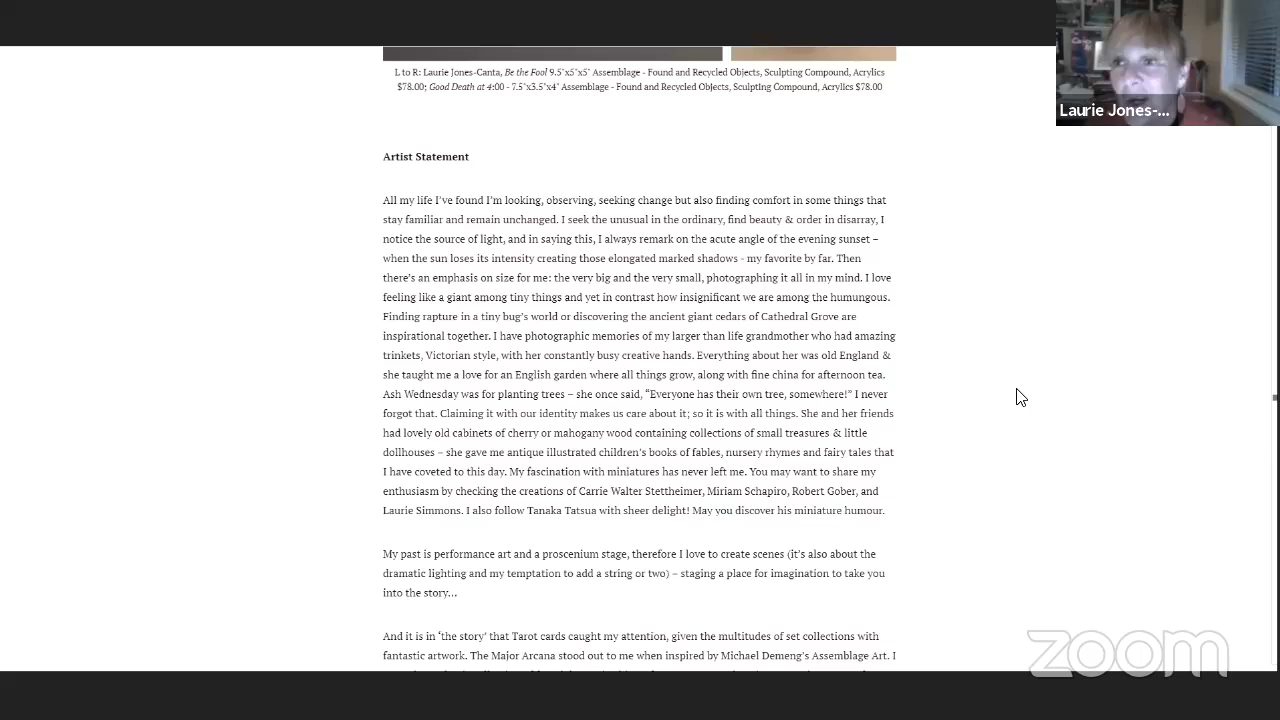 L to R: Laurie Jones-Canta, Be the Fool 9.5"x5"x5" Assemblage - Found and Recycled Objects, Sculpting Compound, Acrylics
$78.00; Good Death at 4:00 - 7.5"x3.5"x4" Assemblage - Found and Recycled Objects, Sculpting Compound, Acrylics $78.00
Laurie Jones-...
Artist Statement
All my life I've found I'm looking, observing, seeking change but also finding comfort in some things that
stay familiar and remain unchanged. I seek the unusual in the ordinary, find beauty & order in disarray, I
notice the source of light, and in saying this, I always remark on the acute angle of the evening sunset –
when the sun loses its intensity creating those elongated marked shadows - my favorite by far. Then
there's an emphasis on size for me: the very big and the very small, photographing it all in my mind. I love
feeling like a giant among tiny things and yet in contrast how insignificant we are among the humungous.
Finding rapture in a tiny bug's world or discovering the ancient giant cedars of Cathedral Grove are
inspirational together. I have photographic memories of my larger than life grandmother who had amazing
trinkets, Victorian style, with her constantly busy creative hands. Everything about her was old England &
she taught me a love for an English garden where all things grow, along with fine china for afternoon tea.
Ash Wednesday was for planting trees – she once said, "Everyone has their own tree, somewhere!" I never
forgot that. Claiming it with our identity makes us care about it; so it is with all things. She and her friends
had lovely old cabinets of cherry or mahogany wood containing collections of small treasures & little
dollhouses – she gave me antique illustrated children's books of fables, nursery rhymes and fairy tales that
I have coveted to this day. My fascination with miniatures has never left me. You may want to share my
enthusiasm by checking the creations of Carrie Walter Stettheimer, Miriam Schapiro, Robert Gober, and
Laurie Simmons. I also follow Tanaka Tatsua with sheer delight! May you discover his miniature humour.
My past is performance art and a proscenium stage, therefore I love to create scenes (it's also about the
dramatic lighting and my temptation to add a string or two) – staging a place for imagination to take you
into the story...
And it is in 'the story' that Tarot cards caught my attention, given the multitudes of set collections with
fantastic artwork. The Major Arcana stood out to me when inspired by Michael Demeng's Assemblage Art. I
zoom